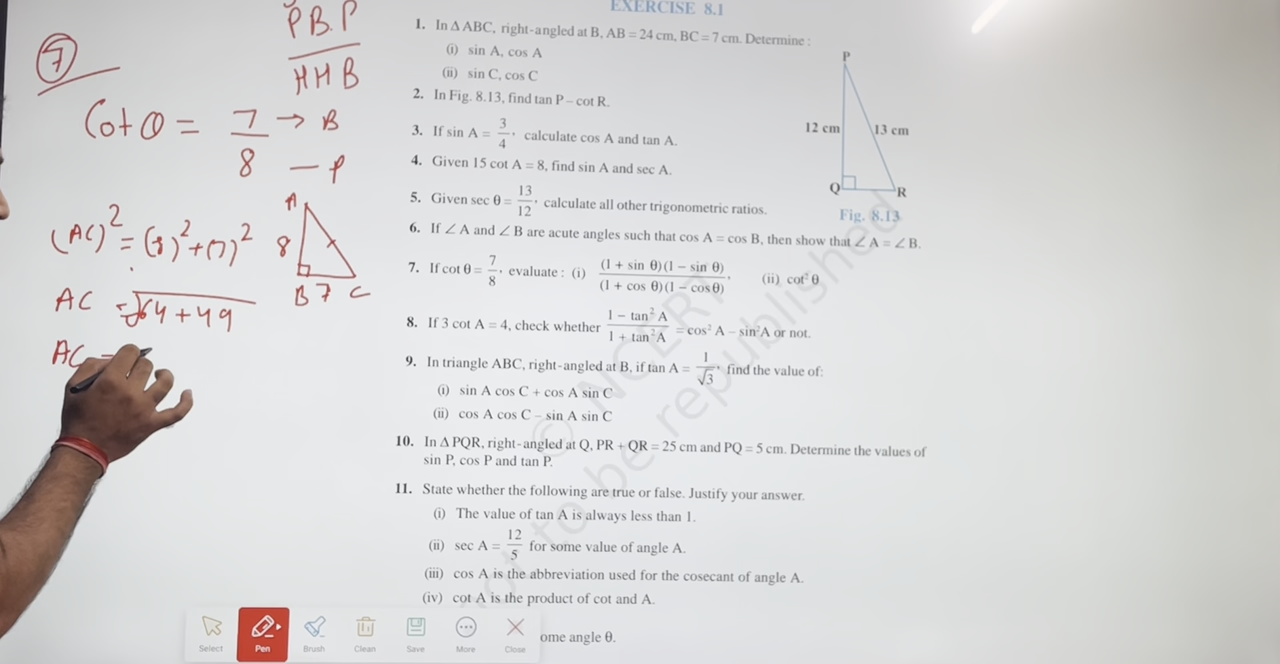 7
P B. P
H H B
Cot θ = 7/8 → B
— P
(AC)² = (8)² + (7)²
A
8
B 7 C
AC = √64 + 49
AC =
EXERCISE 8.1
1. In Δ ABC, right-angled at B, AB = 24 cm, BC = 7 cm. Determine :
(i) sin A, cos A
(ii) sin C, cos C
2. In Fig. 8.13, find tan P – cot R.
3. If sin A = 3/4, calculate cos A and tan A.
4. Given 15 cot A = 8, find sin A and sec A.
5. Given sec θ = 13/12, calculate all other trigonometric ratios.
6. If ∠ A and ∠ B are acute angles such that cos A = cos B, then show that ∠ A = ∠ B.
7. If cot θ = 7/8, evaluate : (i) (1 + sin θ)(1 – sin θ)/(1 + cos θ)(1 – cos θ), (ii) cot² θ
8. If 3 cot A = 4, check whether 1 – tan² A/1 + tan² A = cos² A – sin² A or not.
9. In triangle ABC, right-angled at B, if tan A = 1/√3, find the value of:
(i) sin A cos C + cos A sin C
(ii) cos A cos C – sin A sin C
10. In Δ PQR, right-angled at Q, PR + QR = 25 cm and PQ = 5 cm. Determine the values of
sin P, cos P and tan P.
11. State whether the following are true or false. Justify your answer.
(i) The value of tan A is always less than 1.
(ii) sec A = 12/5 for some value of angle A.
(iii) cos A is the abbreviation used for the cosecant of angle A.
(iv) cot A is the product of cot and A.
ome angle θ.
P
12 cm
13 cm
Q
R
Fig. 8.13
© NCERT
not to be republished
Select
Pen
Brush
Clean
Save
More
Close